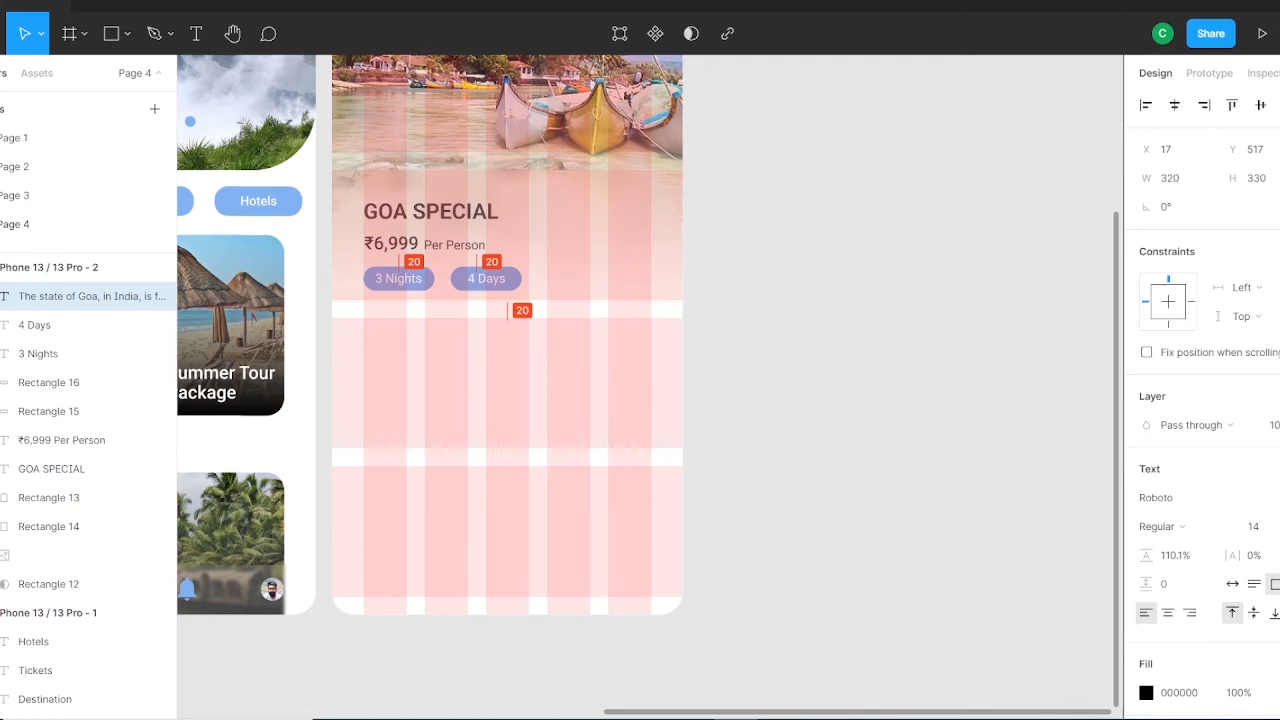 C
Share
rs
Assets
Page 4
Design
Prototype
Inspect
s
Page 1
Page 2
Page 3
Page 4
Phone 13 / 13 Pro - 2
The state of Goa, in India, is f...
4 Days
3 Nights
Rectangle 16
Rectangle 15
₹6,999 Per Person
GOA SPECIAL
Rectangle 13
Rectangle 14
Rectangle 12
Phone 13 / 13 Pro - 1
Hotels
Tickets
Destination
Hotels
ummer Tour
ackage
GOA SPECIAL
₹6,999 Per Person
20
20
3 Nights
4 Days
20
X
17
Y
517
W
320
H
330
0°
Constraints
Left
Top
Fix position when scrolling
Layer
Pass through
10
Text
Roboto
Regular
14
110.1%
|A|
0%
0
Fill
000000
100%